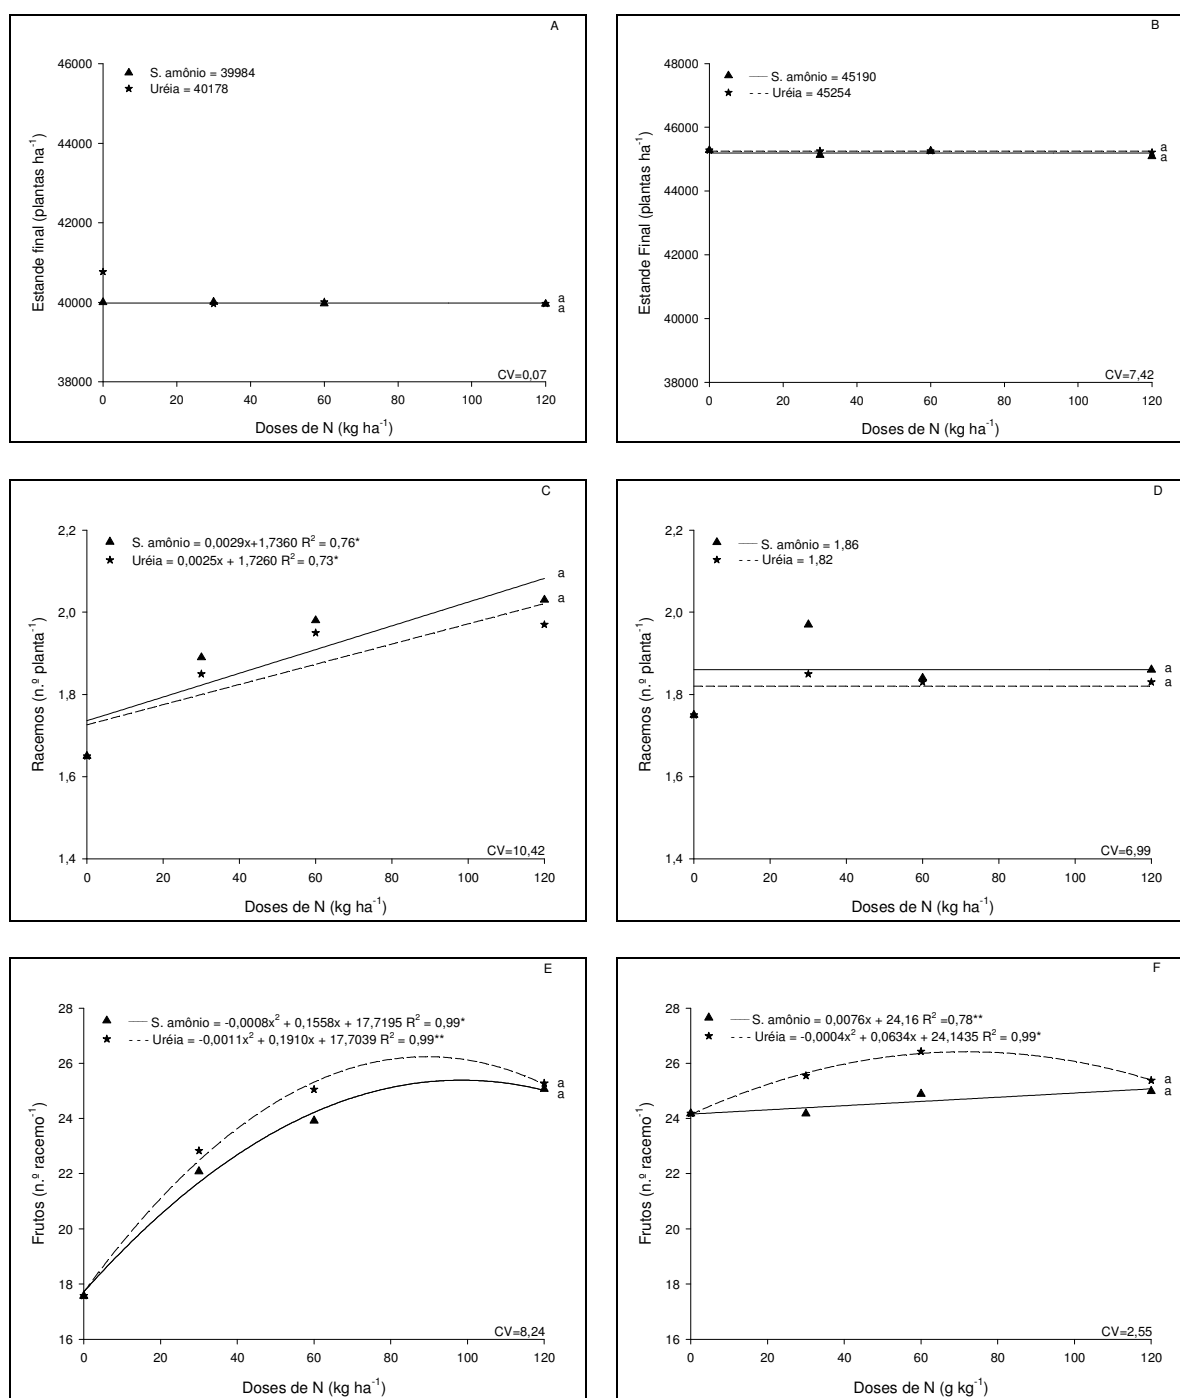 A
S. amônio = 39984
Uréia = 40178
46000
44000
42000
40000
38000
Estande final (plantas ha⁻¹)
a
a
CV=0,07
0 20 40 60 80 100 120
Doses de N (kg ha⁻¹)
B
S. amônio = 45190
Uréia = 45254
48000
46000
44000
42000
40000
38000
Estande Final (plantas ha⁻¹)
a
a
CV=7,42
0 20 40 60 80 100 120
Doses de N (kg ha⁻¹)
C
S. amônio = 0,0029x+1,7360 R² = 0,76*
Uréia = 0,0025x + 1,7260 R² = 0,73*
2,2
2,0
1,8
1,6
1,4
Racemos (n.º planta⁻¹)
a
a
CV=10,42
0 20 40 60 80 100 120
Doses de N (kg ha⁻¹)
D
S. amônio = 1,86
Uréia = 1,82
2,2
2,0
1,8
1,6
1,4
Racemos (n.º planta⁻¹)
a
a
CV=6,99
0 20 40 60 80 100 120
Doses de N (kg ha⁻¹)
E
S. amônio = -0,0008x² + 0,1558x + 17,7195 R² = 0,99*
Uréia = -0,0011x² + 0,1910x + 17,7039 R² = 0,99**
28
26
24
22
20
18
16
Frutos (n.º racemo⁻¹)
a
a
CV=8,24
0 20 40 60 80 100 120
Doses de N (kg ha⁻¹)
F
S. amônio = 0,0076x + 24,16 R² =0,78**
Uréia = -0,0004x² + 0,0634x + 24,1435 R² = 0,99*
28
26
24
22
20
18
16
Frutos (n.º racemo⁻¹)
a
a
CV=2,55
0 20 40 60 80 100 120
Doses de N (g kg⁻¹)